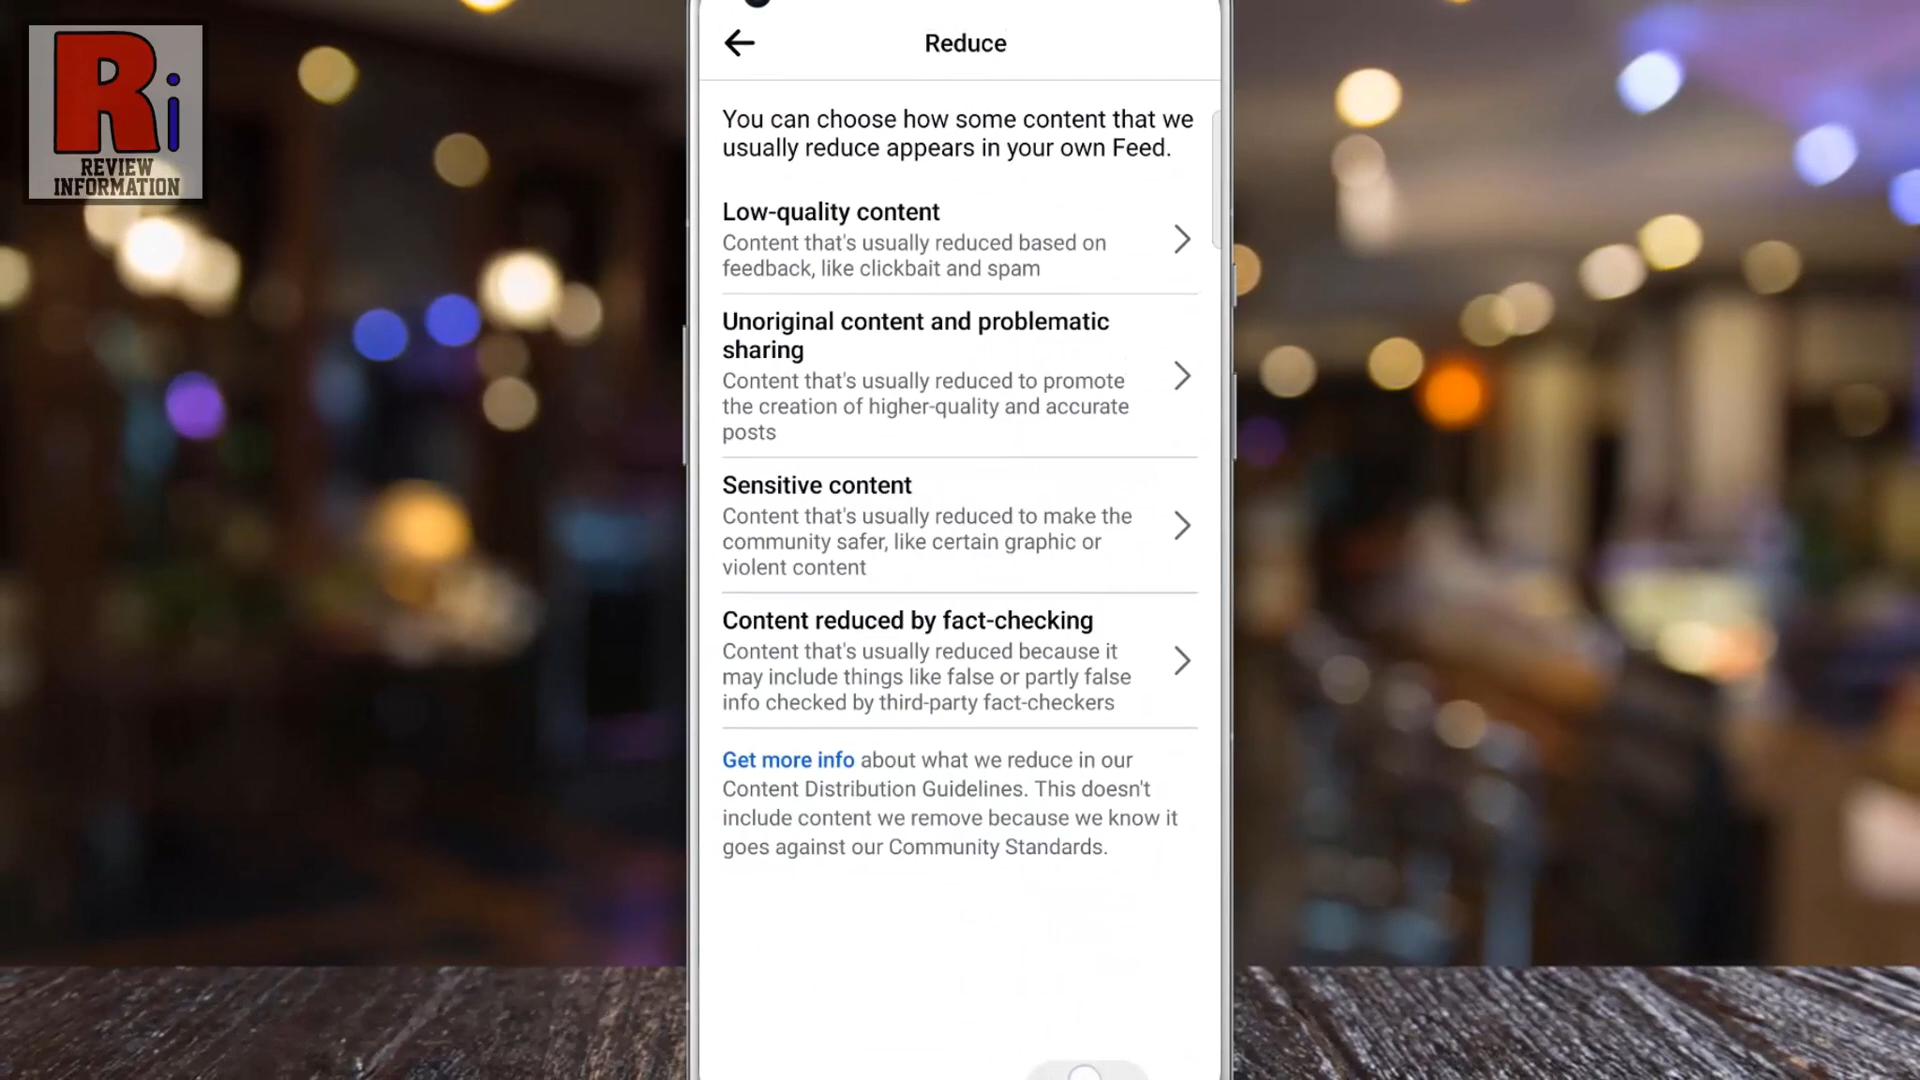 Ri
REVIEW
INFORMATION
Reduce
You can choose how some content that we
usually reduce appears in your own Feed.
Low-quality content
Content that's usually reduced based on
feedback, like clickbait and spam
Unoriginal content and problematic
sharing
Content that's usually reduced to promote
the creation of higher-quality and accurate
posts
Sensitive content
Content that's usually reduced to make the
community safer, like certain graphic or
violent content
Content reduced by fact-checking
Content that's usually reduced because it
may include things like false or partly false
info checked by third-party fact-checkers
Get more info about what we reduce in our
Content Distribution Guidelines. This doesn't
include content we remove because we know it
goes against our Community Standards.